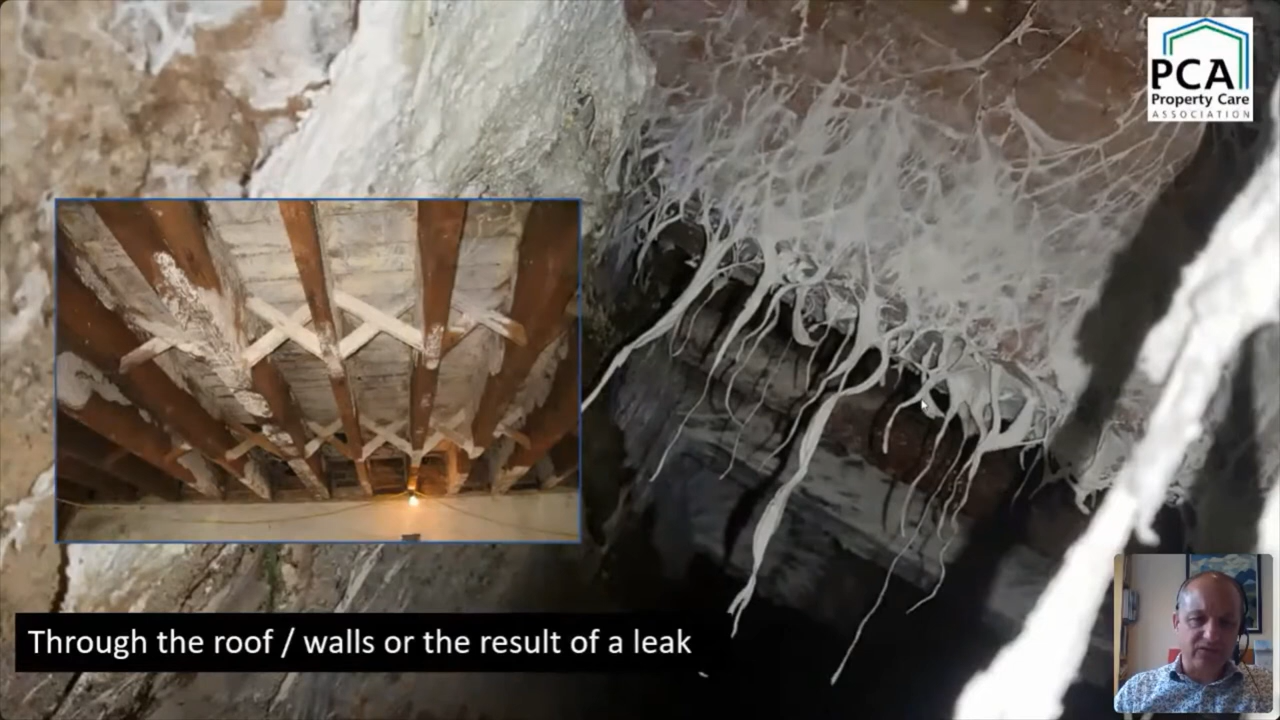 PCA
Property Care
ASSOCIATION
Through the roof / walls or the result of a leak